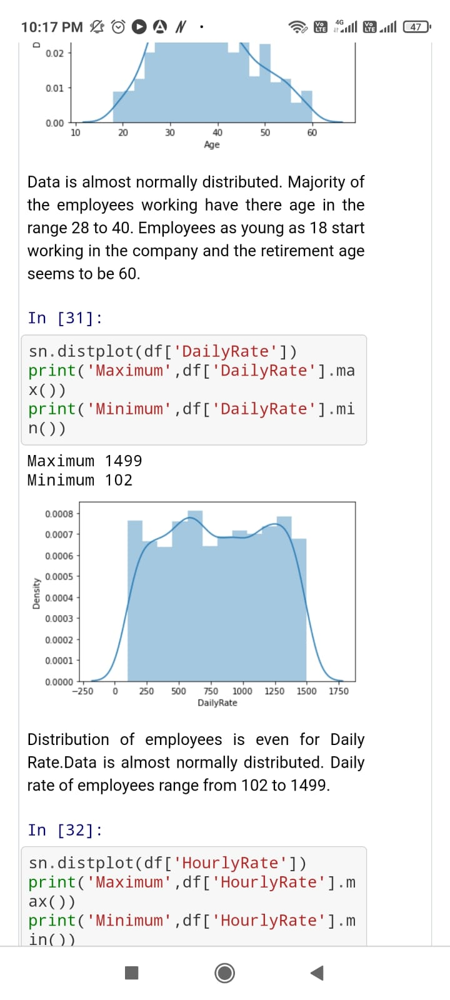 10:17 PM
Vo LTE 4G Vo LTE 47
0.02
0.01
0.00
10 20 30 40 50 60
Age
Data is almost normally distributed. Majority of
the employees working have there age in the
range 28 to 40. Employees as young as 18 start
working in the company and the retirement age
seems to be 60.
In [31]:
sn.distplot(df['DailyRate'])
print('Maximum',df['DailyRate'].ma
x())
print('Minimum',df['DailyRate'].mi
n())
Maximum 1499
Minimum 102
0.0008
0.0007
0.0006
0.0005
0.0004
0.0003
0.0002
0.0001
0.0000
Density
−250 0 250 500 750 1000 1250 1500 1750
DailyRate
Distribution of employees is even for Daily
Rate.Data is almost normally distributed. Daily
rate of employees range from 102 to 1499.
In [32]:
sn.distplot(df['HourlyRate'])
print('Maximum',df['HourlyRate'].m
ax())
print('Minimum',df['HourlyRate'].m
in())